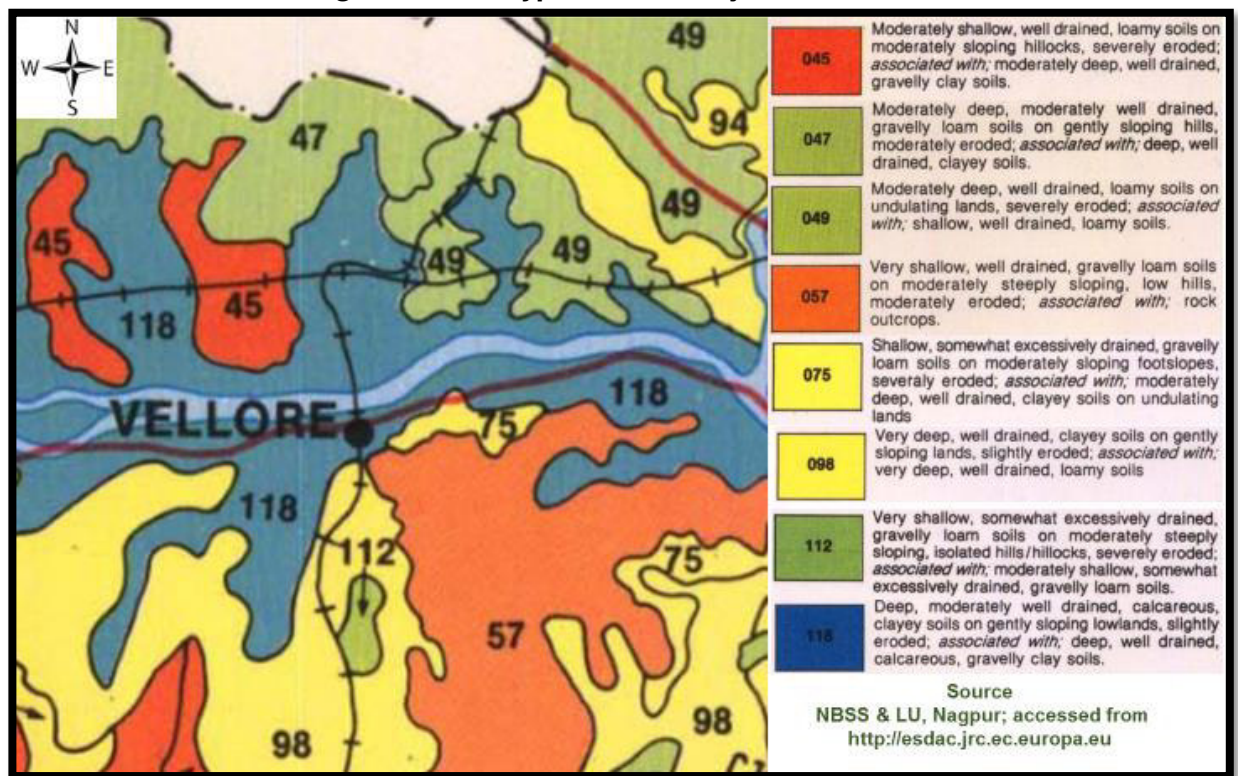 N
W E
S
49
94
47
49
45
49
49
45
118
118
VELLORE
75
118
112
75
57
98
98
045
Moderately shallow, well drained, loamy soils on
moderately sloping hillocks, severely eroded;
associated with; moderately deep, well drained,
gravelly clay soils.
047
Moderately deep, moderately well drained,
gravelly loam soils on gently sloping hills,
moderately eroded; associated with; deep, well
drained, clayey soils.
049
Moderately deep, well drained, loamy soils on
undulating lands, severely eroded; associated
with; shallow, well drained, loamy soils.
057
Very shallow, well drained, gravelly loam soils
on moderately steeply sloping, low hills,
moderately eroded; associated with; rock
outcrops.
075
Shallow, somewhat excessively drained, gravelly
loam soils on moderately sloping footslopes,
severaly eroded; associated with; moderately
deep, well drained, clayey soils on undulating
lands
098
Very deep, well drained, clayey soils on gently
sloping lands, slightly eroded; associated with;
very deep, well drained, loamy soils
112
Very shallow, somewhat excessively drained,
gravelly loam soils on moderately steeply
sloping, isolated hills/hillocks, severely eroded;
associated with; moderately shallow, somewhat
excessively drained, gravelly loam soils.
118
Deep, moderately well drained, calcareous,
clayey soils on gently sloping lowlands, slightly
eroded; associated with; deep, well drained,
calcareous, gravelly clay soils.
Source
NBSS & LU, Nagpur; accessed from
http://esdac.jrc.ec.europa.eu